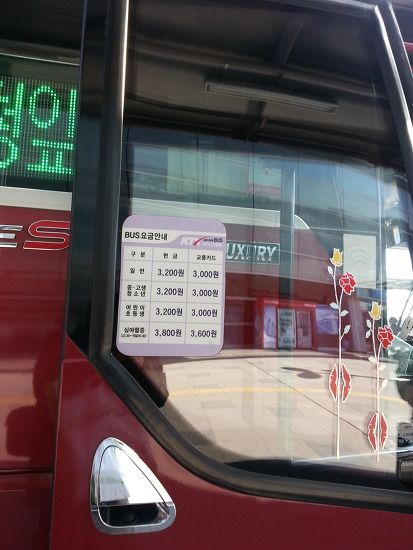 BUS요금안내 KTX BUS
구 분 현 금 교통카드
일 반 3,200원 3,000원
중·고생
청소년 3,200원 3,000원
어린이
초등생 3,200원 3,000원
심야할증 3,800원 3,600원
LUXURY
ES